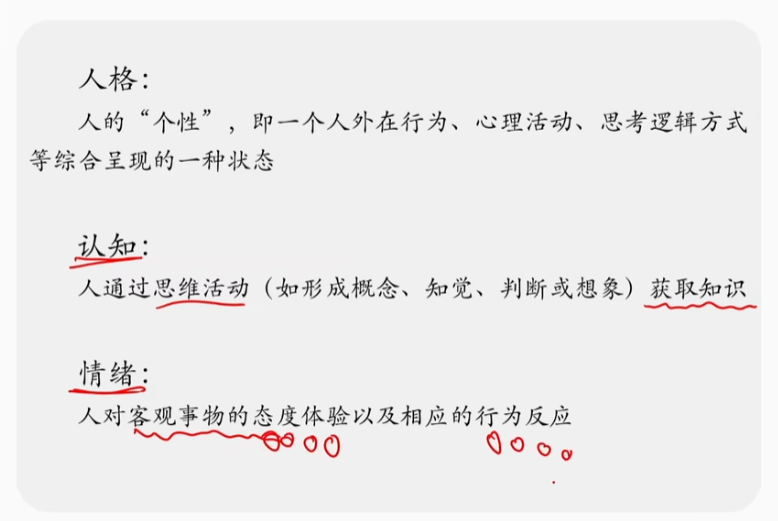 人格：
人的“个性”，即一个人外在行为、心理活动、思考逻辑方式
等综合呈现的一种状态
认知：
人通过思维活动（如形成概念、知觉、判断或想象）获取知识
情绪：
人对客观事物的态度体验以及相应的行为反应